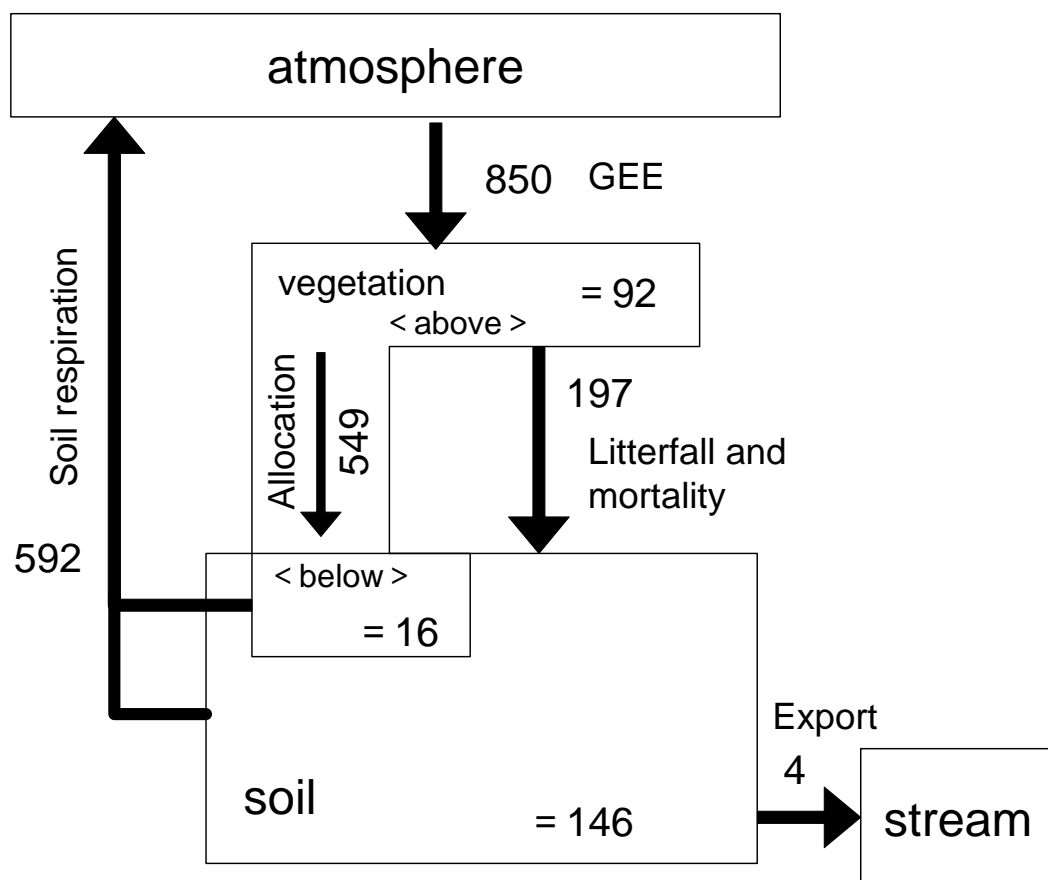 atmosphere
850 GEE
vegetation
= 92
< above >
Soil respiration
592
Allocation
549
197
Litterfall and
mortality
< below >
= 16
soil
= 146
Export
4
stream